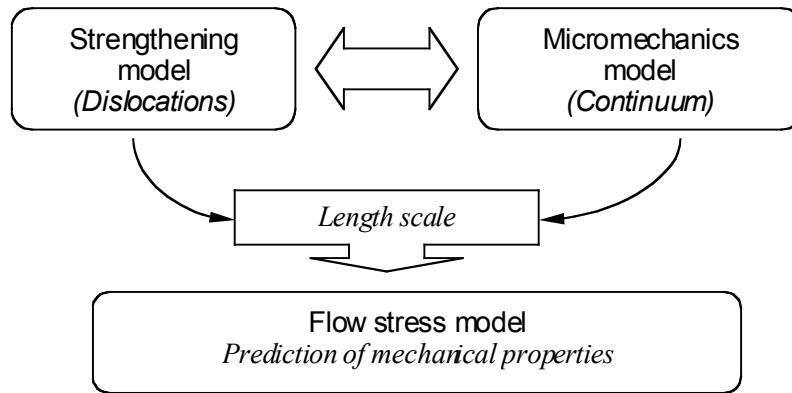 Strengthening
model
(Dislocations)
Micromechanics
model
(Continuum)
Length scale
Flow stress model
Prediction of mechanical properties